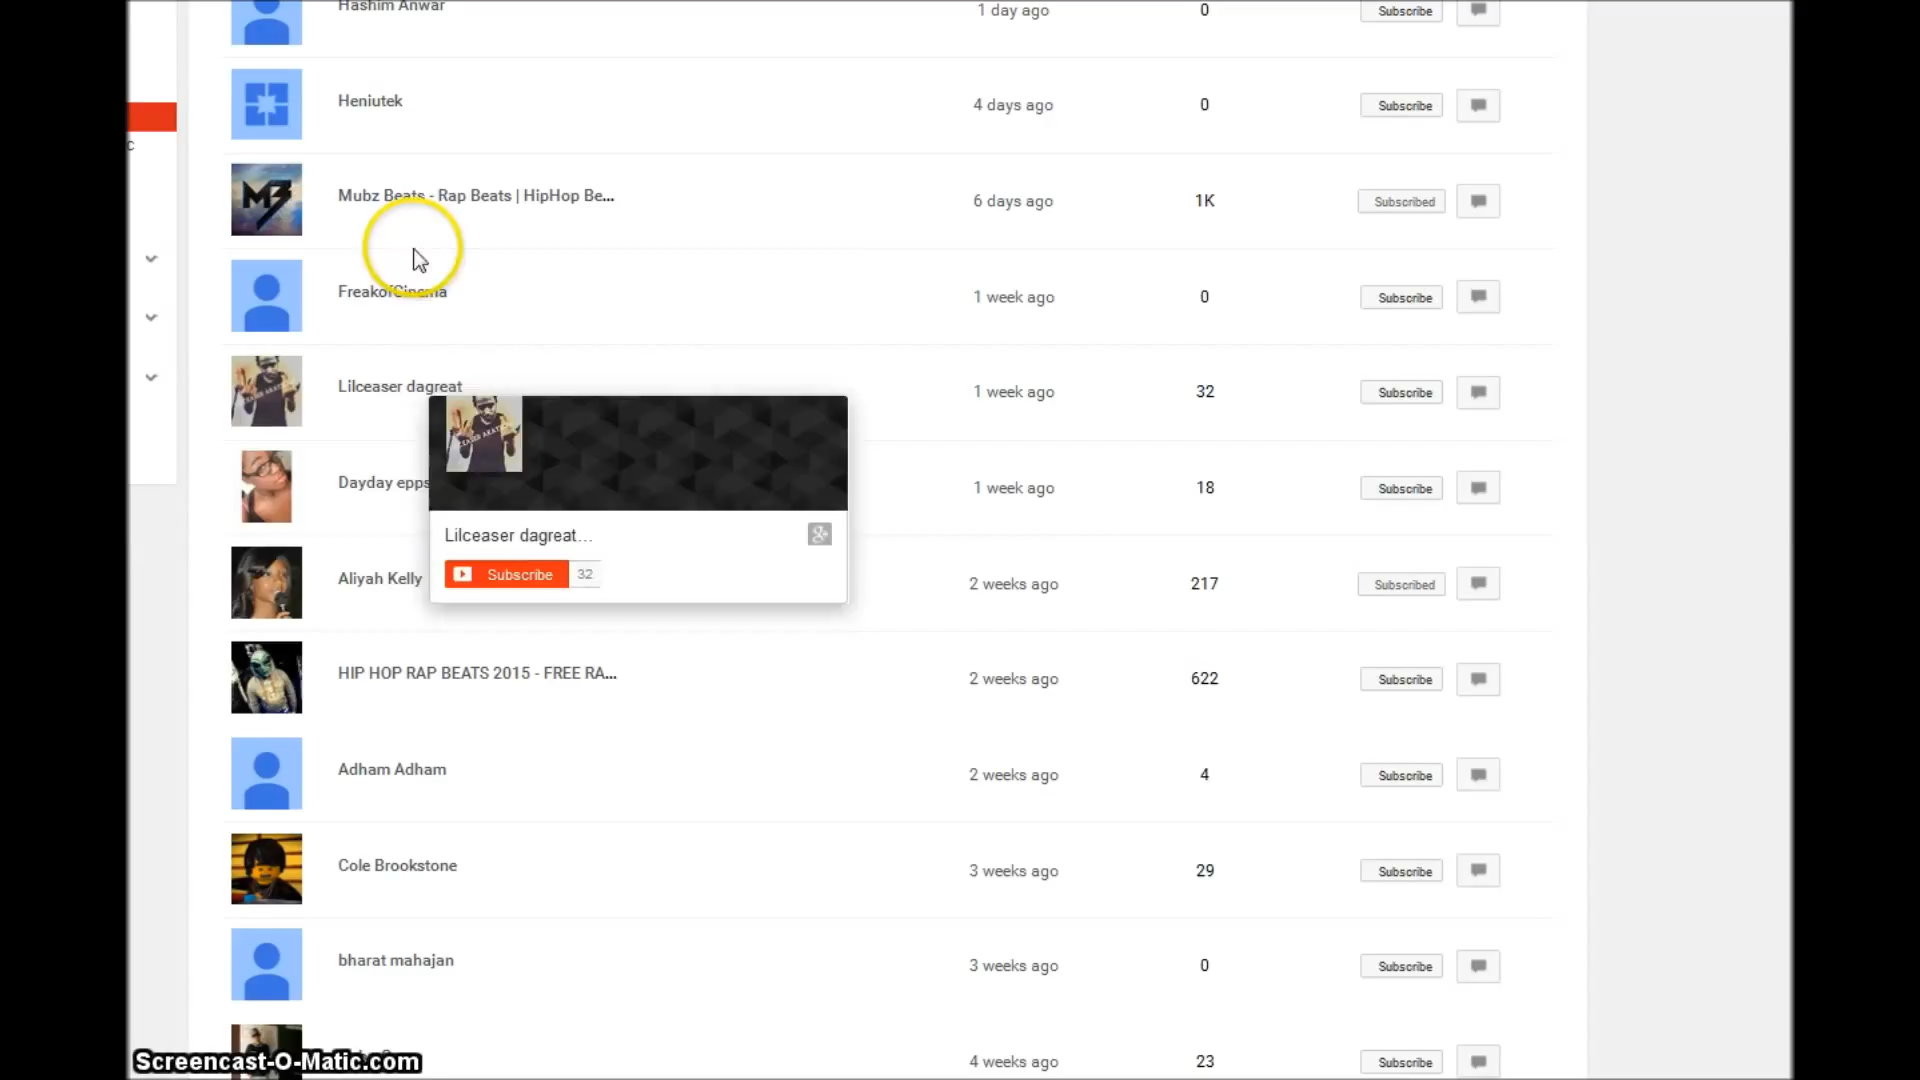 Hashim Anwar 1 day ago 0 Subscribe
Heniutek 4 days ago 0 Subscribe
M3
Mubz Beats - Rap Beats | HipHop Be... 6 days ago 1K Subscribed
FreakofCinema 1 week ago 0 Subscribe
Lilceaser dagreat 1 week ago 32 Subscribe
Dayday epps 1 week ago 18 Subscribe
Lilceaser dagreat...
Subscribe 32
Aliyah Kelly 2 weeks ago 217 Subscribed
HIP HOP RAP BEATS 2015 - FREE RA... 2 weeks ago 622 Subscribe
Adham Adham 2 weeks ago 4 Subscribe
Cole Brookstone 3 weeks ago 29 Subscribe
bharat mahajan 3 weeks ago 0 Subscribe
4 weeks ago 23 Subscribe
Screencast-O-Matic.com